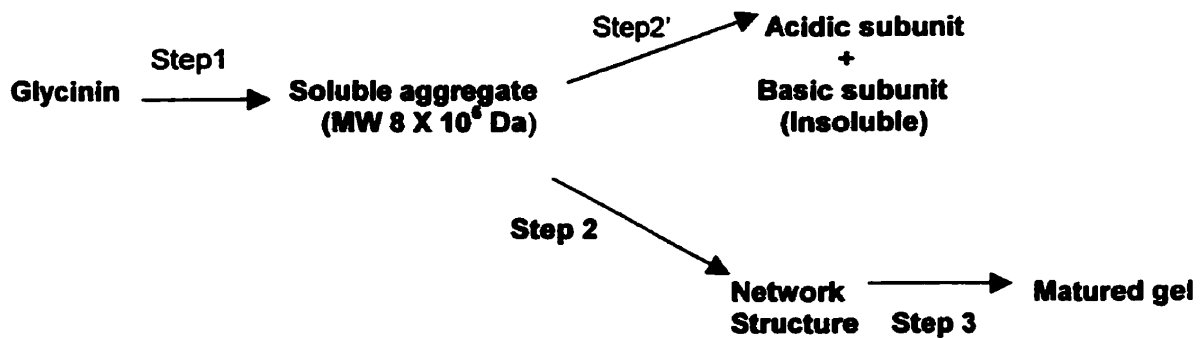 Step1
Glycinin
Soluble aggregate
(MW 8 X 10⁶ Da)
Step2'
Acidic subunit
+
Basic subunit
(Insoluble)
Step 2
Network
Structure
Step 3
Matured gel